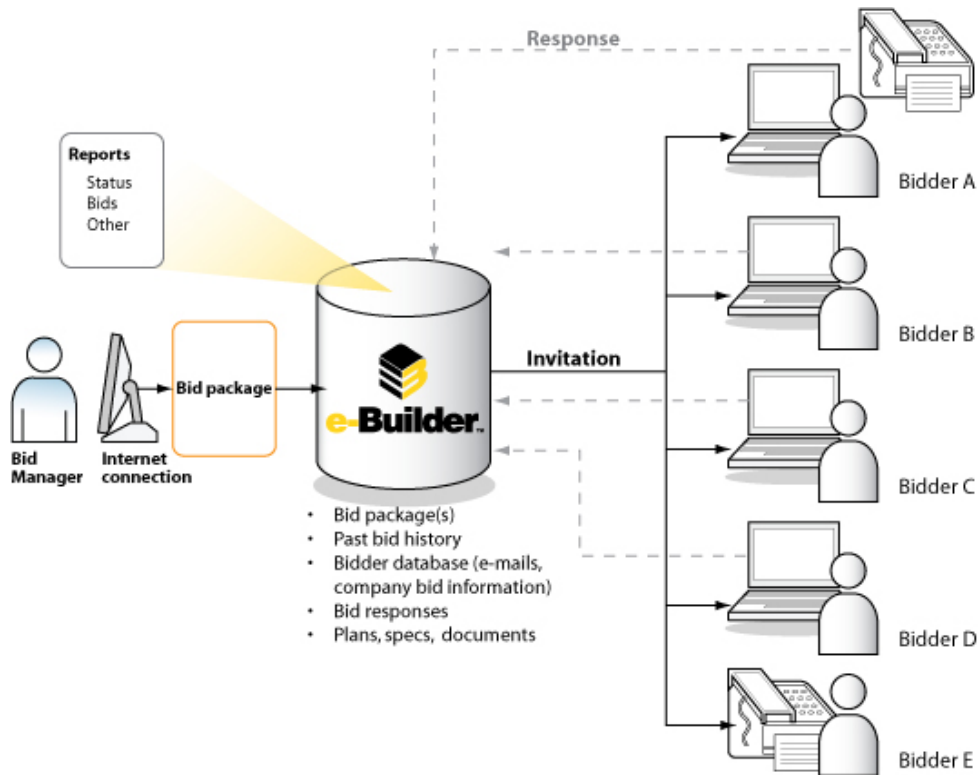 Response
Reports
Status
Bids
Other
Bidder A
Bidder B
Invitation
Bid package
e-Builder™
Bid
Manager
Internet
connection
Bidder C
• Bid package(s)
• Past bid history
• Bidder database (e-mails,
company bid information)
• Bid responses
• Plans, specs, documents
Bidder D
Bidder E